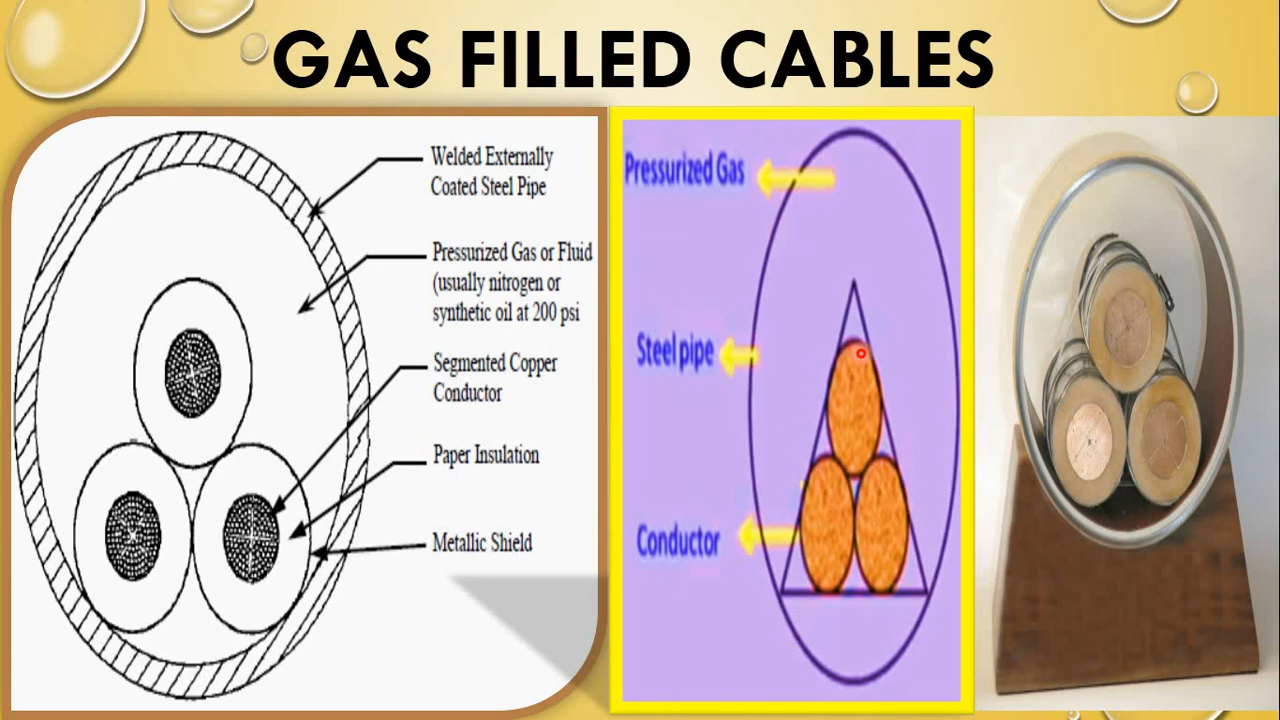 GAS FILLED CABLES
Welded Externally
Coated Steel Pipe
Pressurized Gas or Fluid
(usually nitrogen or
synthetic oil at 200 psi
Segmented Copper
Conductor
Paper Insulation
Metallic Shield
Pressurized Gas
Steel pipe
Conductor